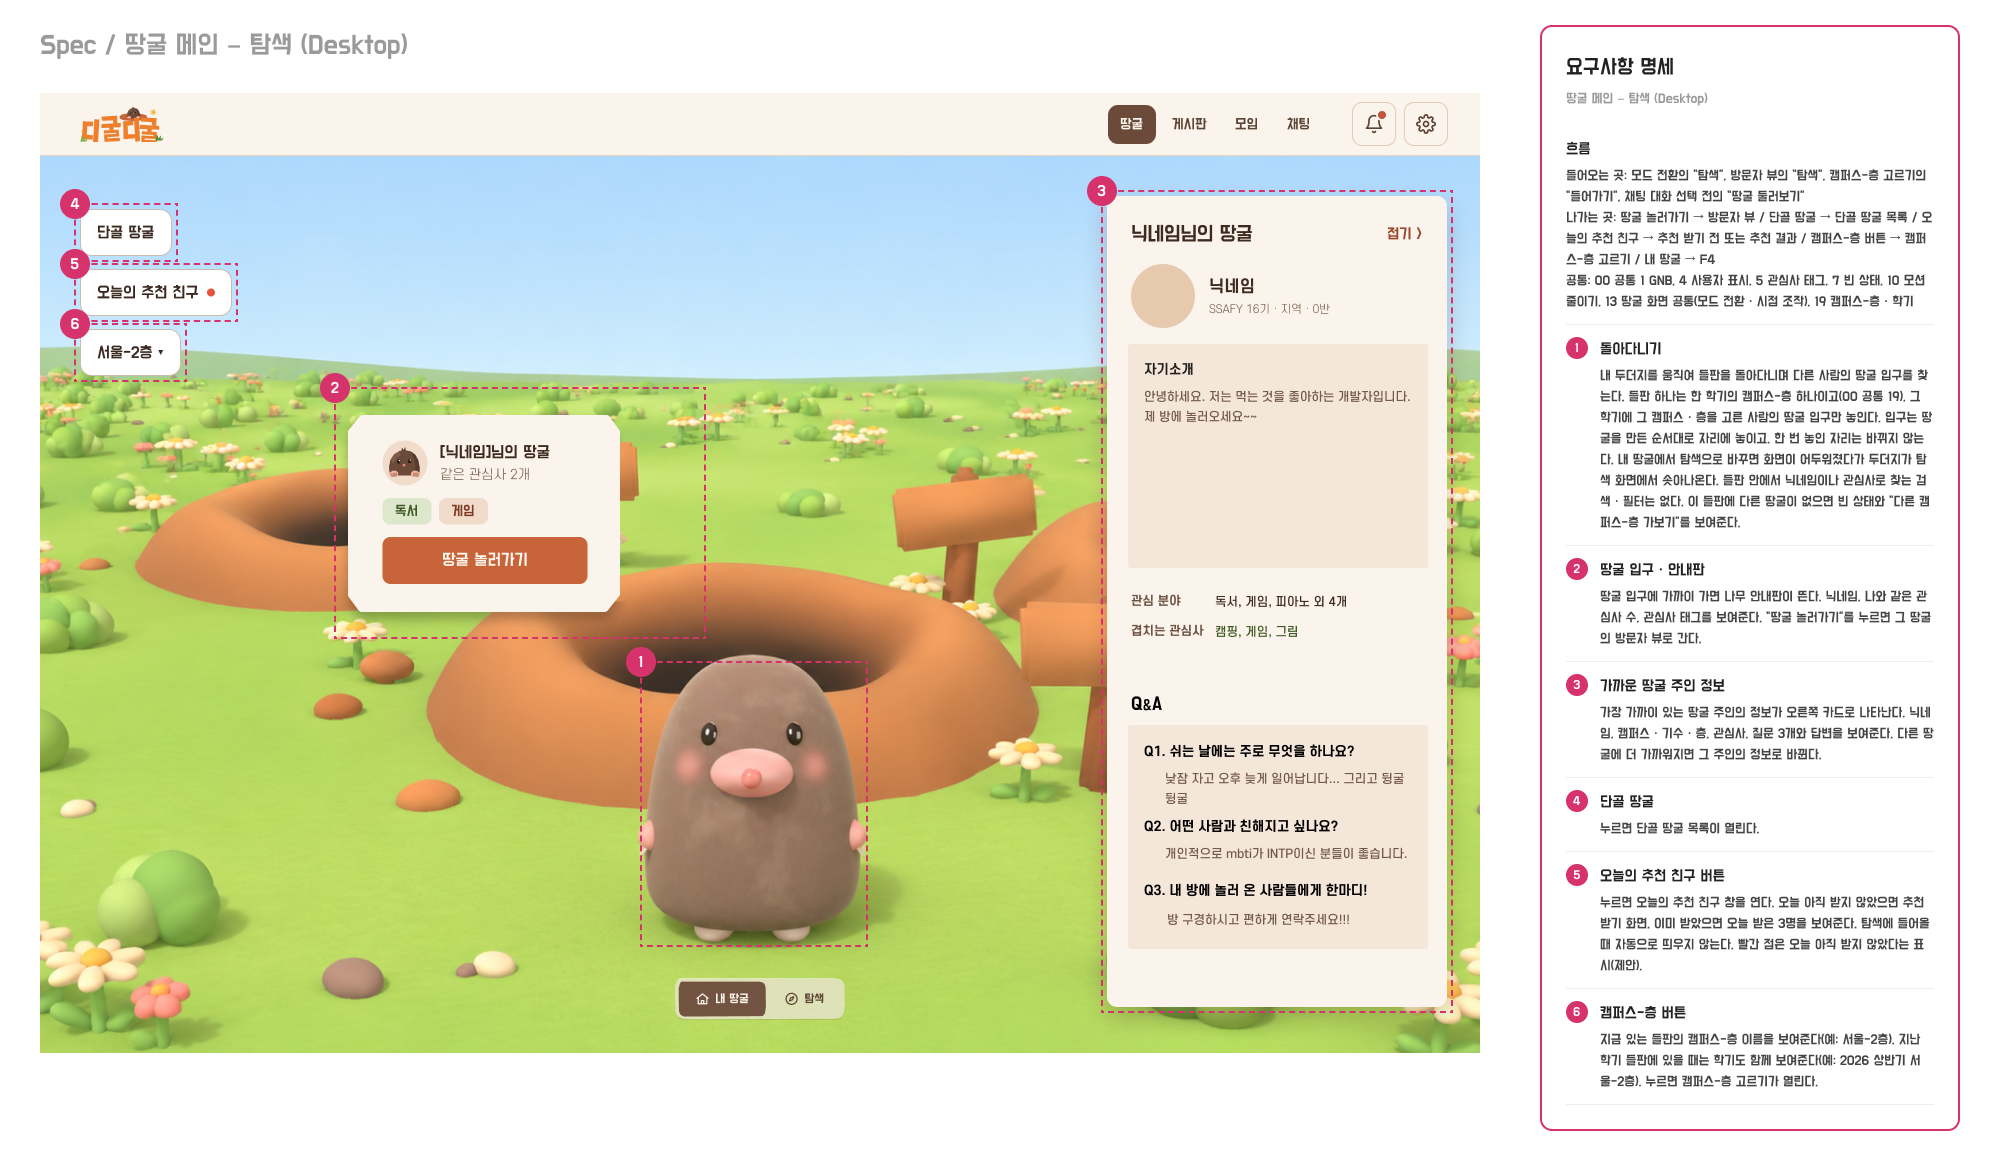 Spec / 땅굴 메인 – 탐색 (Desktop)
디굴디굴
땅굴
게시판
모임
채팅
4
단골 땅굴
5
오늘의 추천 친구
6
서울-2층 ▾
2
[닉네임]님의 땅굴
같은 관심사 2개
독서
게임
땅굴 놀러가기
1
내 땅굴
탐색
3
닉네임님의 땅굴
접기 〉
닉네임
SSAFY 16기 · 지역 · 0반
자기소개
안녕하세요. 저는 먹는 것을 좋아하는 개발자입니다.
제 방에 놀러오세요~~
관심 분야 독서, 게임, 피아노 외 4개
겹치는 관심사 캠핑, 게임, 그림
Q&A
Q1. 쉬는 날에는 주로 무엇을 하나요?
낮잠 자고 오후 늦게 일어납니다... 그리고 뒹굴
뒹굴
Q2. 어떤 사람과 친해지고 싶나요?
개인적으로 mbti가 INTP이신 분들이 좋습니다.
Q3. 내 방에 놀러 온 사람들에게 한마디!
방 구경하시고 편하게 연락주세요!!!
요구사항 명세
땅굴 메인 – 탐색 (Desktop)
흐름
들어오는 곳: 모드 전환의 "탐색", 방문자 뷰의 "탐색", 캠퍼스-층 고르기의
"들어가기", 채팅 대화 선택 전의 "땅굴 둘러보기"
나가는 곳: 땅굴 놀러가기 → 방문자 뷰 / 단골 땅굴 → 단골 땅굴 목록 / 오
늘의 추천 친구 → 추천 받기 전 또는 추천 결과 / 캠퍼스-층 버튼 → 캠퍼
스-층 고르기 / 내 땅굴 → F4
공통: 00 공통 1 GNB, 4 사용자 표시, 5 관심사 태그, 7 빈 상태, 10 모션
줄이기, 13 땅굴 화면 공통(모드 전환 · 시점 조작), 19 캠퍼스-층 · 학기
1 돌아다니기
내 두더지를 움직여 들판을 돌아다니며 다른 사람의 땅굴 입구를 찾
는다. 들판 하나는 한 학기의 캠퍼스-층 하나이고(00 공통 19), 그
학기에 그 캠퍼스 · 층을 고른 사람의 땅굴 입구만 놓인다. 입구는 땅
굴을 만든 순서대로 자리에 놓이고, 한 번 놓인 자리는 바뀌지 않는
다. 내 땅굴에서 탐색으로 바꾸면 화면이 어두워졌다가 두더지가 탐
색 화면에서 솟아나온다. 들판 안에서 닉네임이나 관심사로 찾는 검
색 · 필터는 없다. 이 들판에 다른 땅굴이 없으면 빈 상태와 "다른 캠
퍼스-층 가보기"를 보여준다.
2 땅굴 입구 · 안내판
땅굴 입구에 가까이 가면 나무 안내판이 뜬다. 닉네임, 나와 같은 관
심사 수, 관심사 태그를 보여준다. "땅굴 놀러가기"를 누르면 그 땅굴
의 방문자 뷰로 간다.
3 가까운 땅굴 주인 정보
가장 가까이 있는 땅굴 주인의 정보가 오른쪽 카드로 나타난다. 닉네
임, 캠퍼스 · 기수 · 층, 관심사, 질문 3개와 답변을 보여준다. 다른 땅
굴에 더 가까워지면 그 주인의 정보로 바뀐다.
4 단골 땅굴
누르면 단골 땅굴 목록이 열린다.
5 오늘의 추천 친구 버튼
누르면 오늘의 추천 친구 창을 연다. 오늘 아직 받지 않았으면 추천
받기 화면, 이미 받았으면 오늘 받은 3명을 보여준다. 탐색에 들어올
때 자동으로 띄우지 않는다. 빨간 점은 오늘 아직 받지 않았다는 표
시(제안).
6 캠퍼스-층 버튼
지금 있는 들판의 캠퍼스-층 이름을 보여준다(예: 서울-2층). 지난
학기 들판에 있을 때는 학기도 함께 보여준다(예: 2026 상반기 서
울-2층). 누르면 캠퍼스-층 고르기가 열린다.